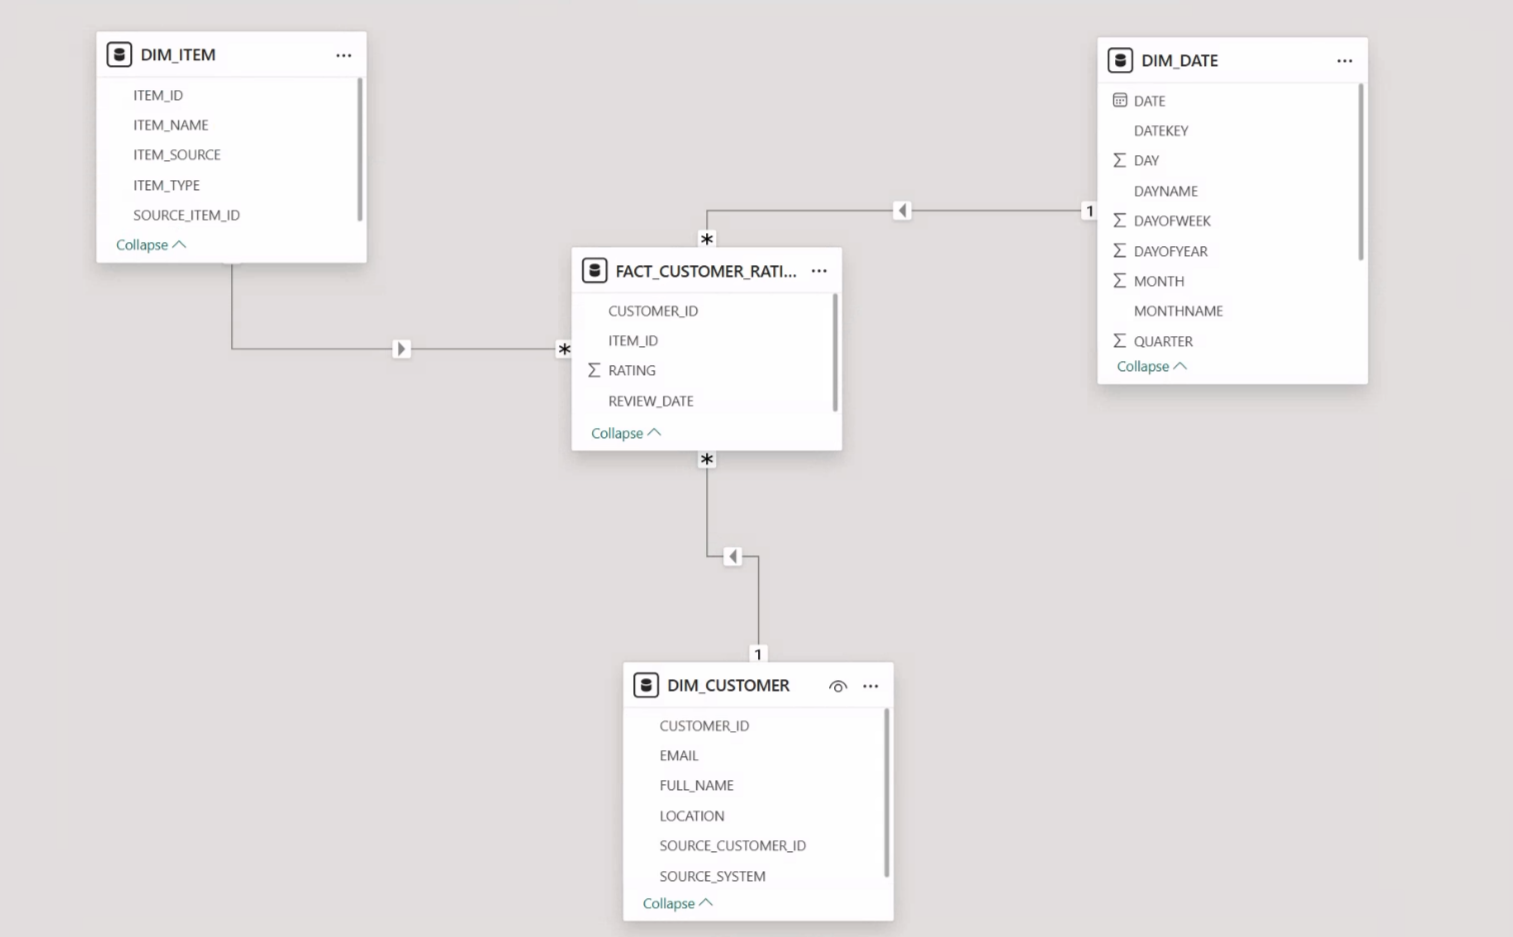 DIM_ITEM
ITEM_ID
ITEM_NAME
ITEM_SOURCE
ITEM_TYPE
SOURCE_ITEM_ID
Collapse
DIM_DATE
DATE
DATEKEY
Σ DAY
DAYNAME
Σ DAYOFWEEK
Σ DAYOFYEAR
Σ MONTH
MONTHNAME
Σ QUARTER
Collapse
1
*
FACT_CUSTOMER_RATI...
CUSTOMER_ID
ITEM_ID
Σ RATING
REVIEW_DATE
Collapse
*
*
1
DIM_CUSTOMER
CUSTOMER_ID
EMAIL
FULL_NAME
LOCATION
SOURCE_CUSTOMER_ID
SOURCE_SYSTEM
Collapse